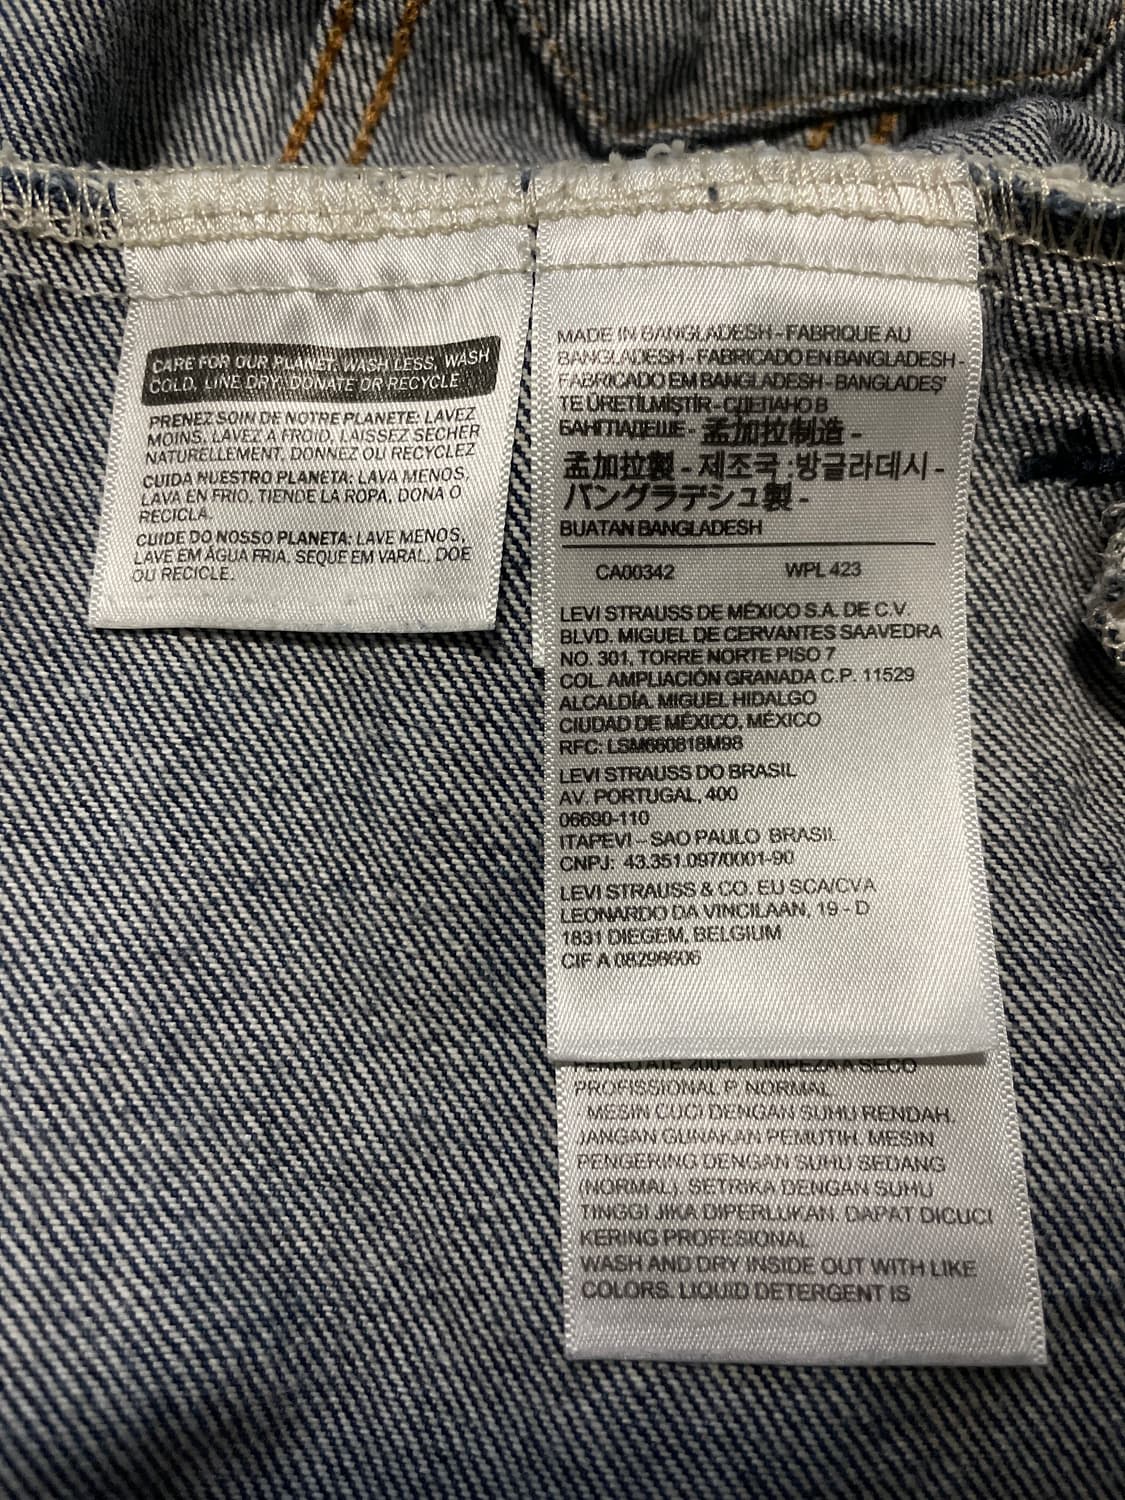 CARE FOR OUR PLANET: WASH LESS, WASH
COLD, LINE DRY, DONATE OR RECYCLE
PRENEZ SOIN DE NOTRE PLANETE: LAVEZ
MOINS, LAVEZ A FROID, LAISSEZ SECHER
NATURELLEMENT, DONNEZ OU RECYCLEZ
CUIDA NUESTRO PLANETA: LAVA MENOS,
LAVA EN FRIO, TIENDE LA ROPA, DONA O
RECICLA.
CUIDE DO NOSSO PLANETA: LAVE MENOS,
LAVE EM ÁGUA FRIA, SEQUE EM VARAL, DOE
OU RECICLE.
MADE IN BANGLADESH - FABRIQUE AU
BANGLADESH - FABRICADO EN BANGLADESH -
FABRICADO EM BANGLADESH - BANGLADEŞ'
TE ÜRETİLMİŞTİR - СДЕЛАНО В
БАНГЛАДЕШЕ - 孟加拉制造 -
孟加拉製 - 제조국 :방글라데시 -
バングラデシュ製 -
BUATAN BANGLADESH
CA00342 WPL 423
LEVI STRAUSS DE MÉXICO S.A. DE C.V.
BLVD. MIGUEL DE CERVANTES SAAVEDRA
NO. 301, TORRE NORTE PISO 7
COL. AMPLIACIÓN GRANADA C.P. 11529
ALCALDÍA. MIGUEL HIDALGO
CIUDAD DE MÉXICO, MÉXICO
RFC: LSM660818M98
LEVI STRAUSS DO BRASIL
AV. PORTUGAL, 400
06690-110
ITAPEVI - SAO PAULO BRASIL
CNPJ: 43.351.097/0001-90
LEVI STRAUSS & CO. EU SCA/CVA
LEONARDO DA VINCILAAN, 19 - D
1831 DIEGEM, BELGIUM
CIF A 08296606
LIMPEZA A SECO
PROFISSIONAL P NORMAL.
MESIN CUCI DENGAN SUHU RENDAH.
JANGAN GUNAKAN PEMUTIH. MESIN
PENGERING DENGAN SUHU SEDANG
(NORMAL). SETRIKA DENGAN SUHU
TINGGI JIKA DIPERLUKAN. DAPAT DICUCI
KERING PROFESIONAL
WASH AND DRY INSIDE OUT WITH LIKE
COLORS. LIQUID DETERGENT IS